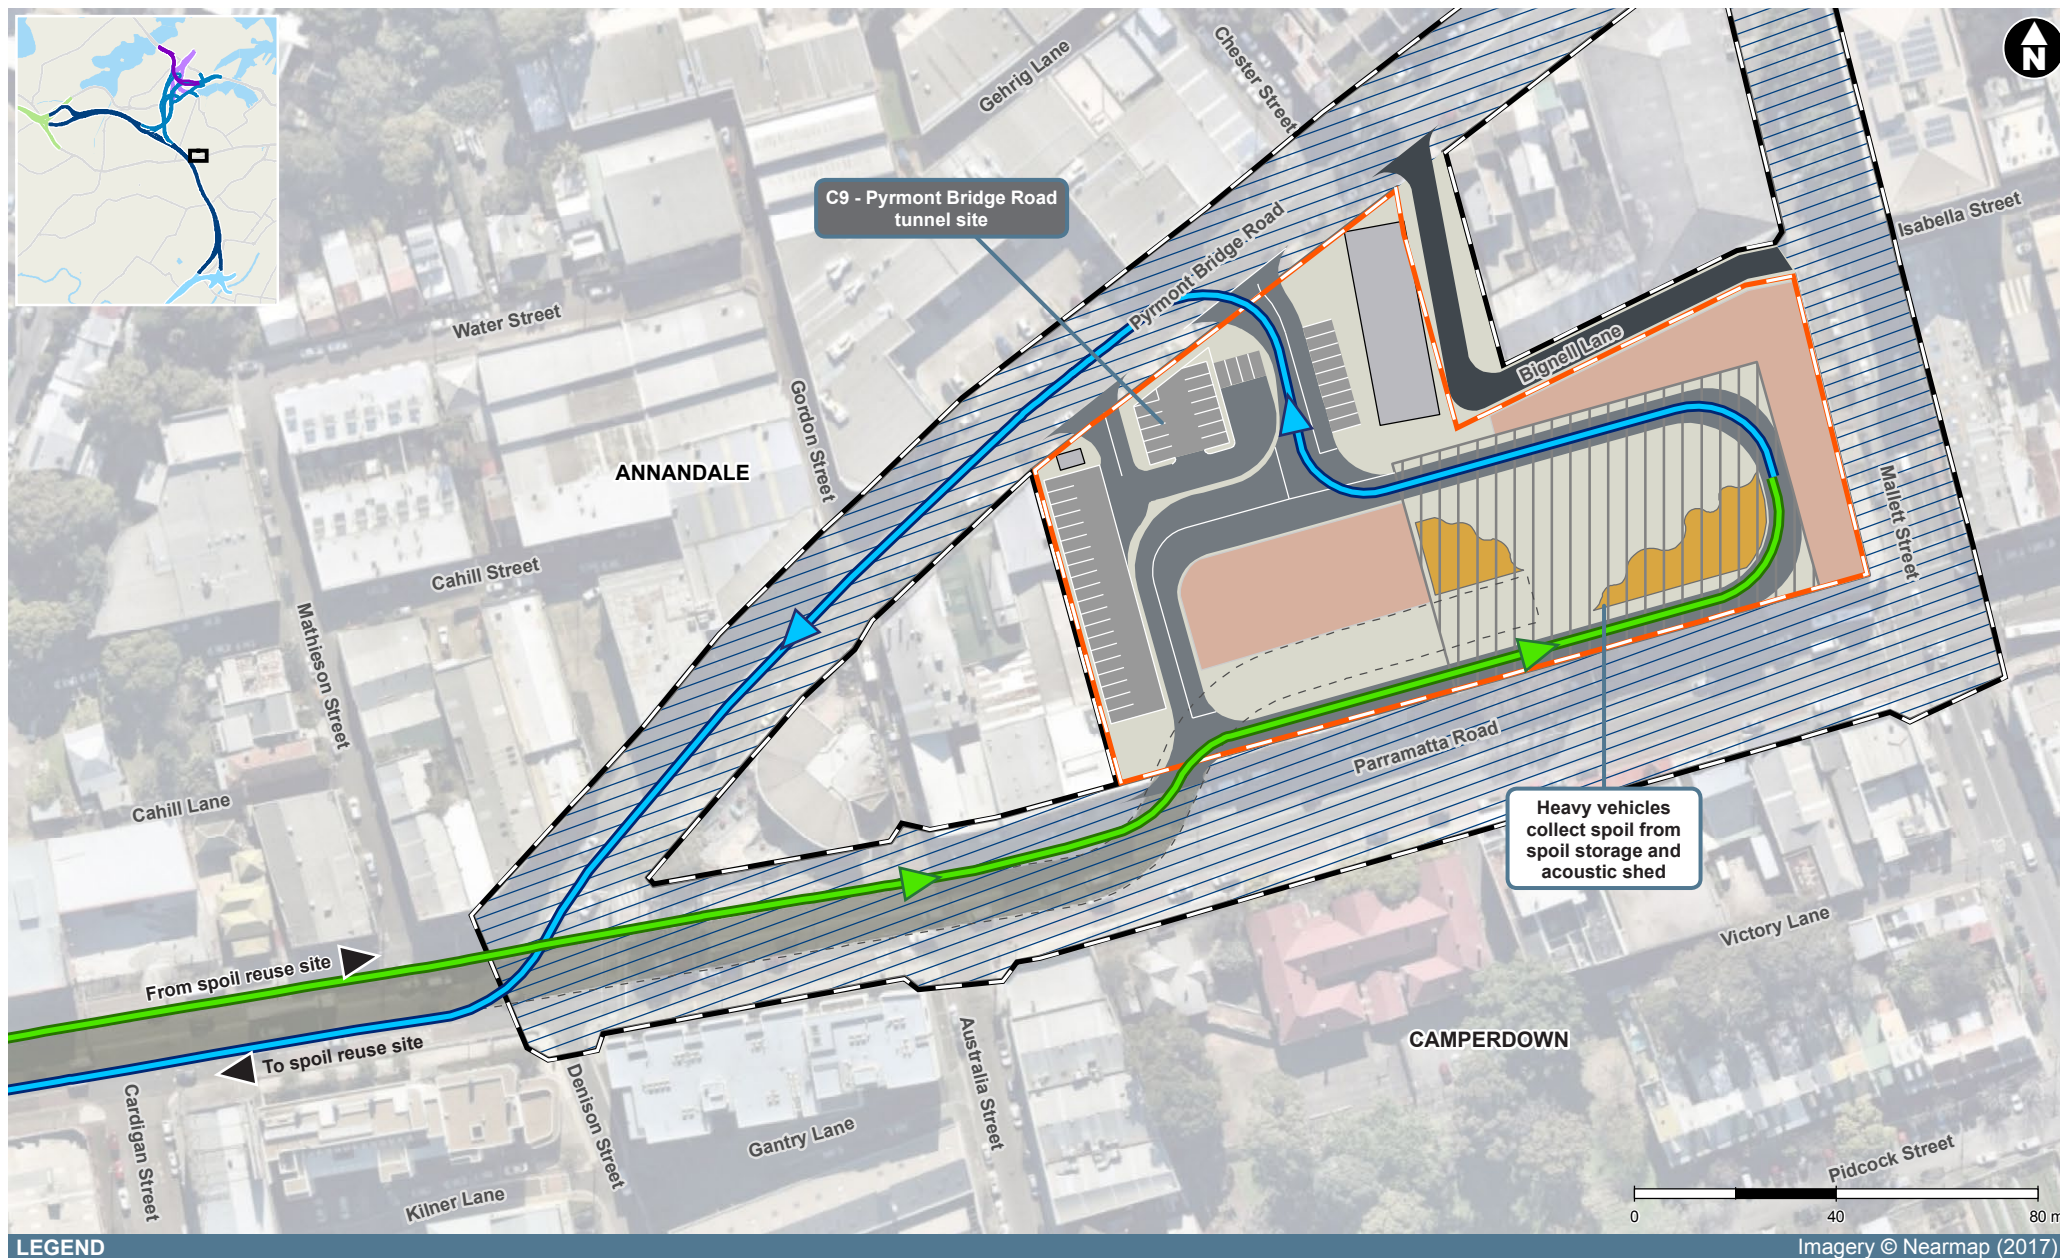 N
Gehrig Lane
Chester Street
C9 - Pyrmont Bridge Road
tunnel site
Pyrmont Bridge Road
Isabella Street
Water Street
Bignell Lane
Gordon Street
ANNANDALE
Mallett Street
Cahill Street
Mathieson Street
Parramatta Road
Cahill Lane
Heavy vehicles
collect spoil from
spoil storage and
acoustic shed
Victory Lane
From spoil reuse site
To spoil reuse site
CAMPERDOWN
Cardigan Street
Denison Street
Australia Street
Gantry Lane
Pidcock Street
Kilner Lane
0 40 80 m
LEGEND
Imagery © Nearmap (2017)